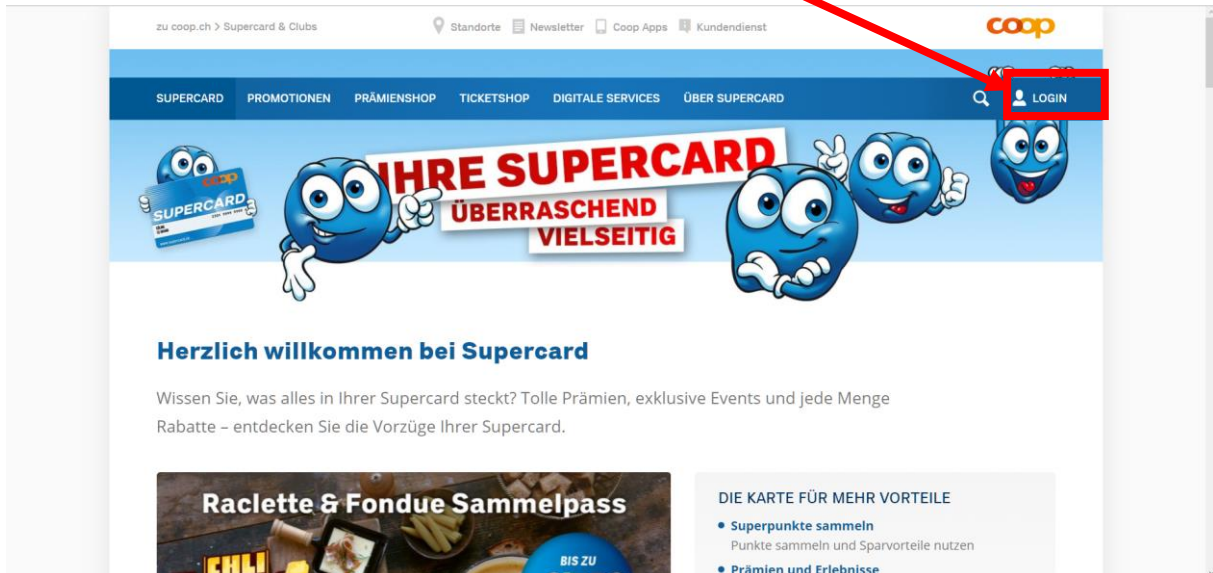 zu coop.ch > Supercard & Clubs
Standorte Newsletter Coop Apps Kundendienst
coop
SUPERCARD PROMOTIONEN PRÄMIENSHOP TICKETSHOP DIGITALE SERVICES ÜBER SUPERCARD
LOGIN
coop
SUPERCARD
IHRE SUPERCARD
ÜBERRASCHEND
VIELSEITIG
Herzlich willkommen bei Supercard
Wissen Sie, was alles in Ihrer Supercard steckt? Tolle Prämien, exklusive Events und jede Menge
Rabatte – entdecken Sie die Vorzüge Ihrer Supercard.
Raclette & Fondue Sammelpass
CHLI
BIS ZU
DIE KARTE FÜR MEHR VORTEILE
• Superpunkte sammeln
Punkte sammeln und Sparvorteile nutzen
• Prämien und Erlebnisse